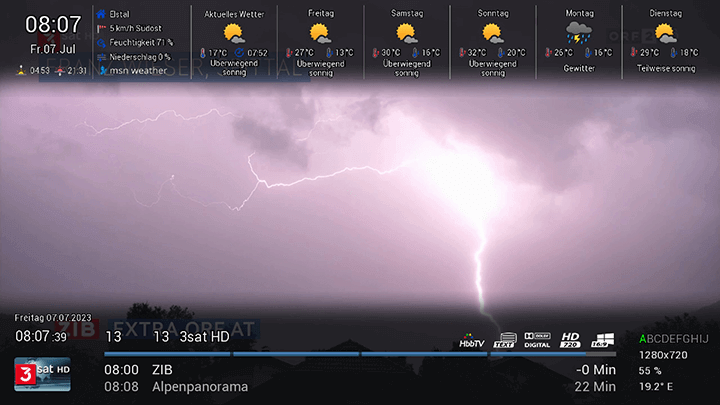 08:07
Fr.07.Jul
04:53 21:31
Elstal
5 km/h Südost
Feuchtigkeit 71 %
Niederschlag 0 %
msn weather
Aktuelles Wetter
17°C 07:52
Überwiegend
sonnig
Freitag
27°C 13°C
Überwiegend
sonnig
Samstag
30°C 16°C
Überwiegend
sonnig
Sonntag
32°C 20°C
Überwiegend
sonnig
Montag
26°C 16°C
Gewitter
Dienstag
29°C 18°C
Teilweise sonnig
Freitag 07.07.2023
08:07:39
ZIB EXTRA.ORF.AT
13 13 3sat HD
HbbTV TEXT DOLBY DIGITAL HD 720 16:9
ABCDEFGHIJ
1280x720
55 %
19.2° E
3sat HD
08:00 ZIB -0 Min
08:08 Alpenpanorama 22 Min